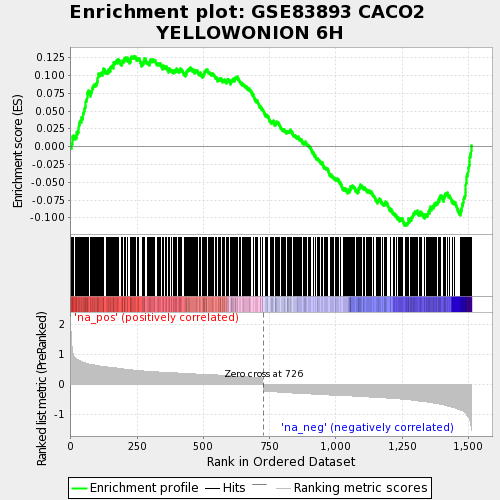 Enrichment plot: GSE83893 CACO2
YELLOWONION 6H
Enrichment score (ES)
0.125
0.100
0.075
0.050
0.025
0.000
-0.025
-0.050
-0.075
-0.100
'na_pos' (positively correlated)
Ranked list metric (PreRanked)
2
1
0
-1
Zero cross at 726
'na_neg' (negatively correlated)
0
250
500
750
1,000
1,250
1,500
Rank in Ordered Dataset
Enrichment profile
Hits
Ranking metric scores